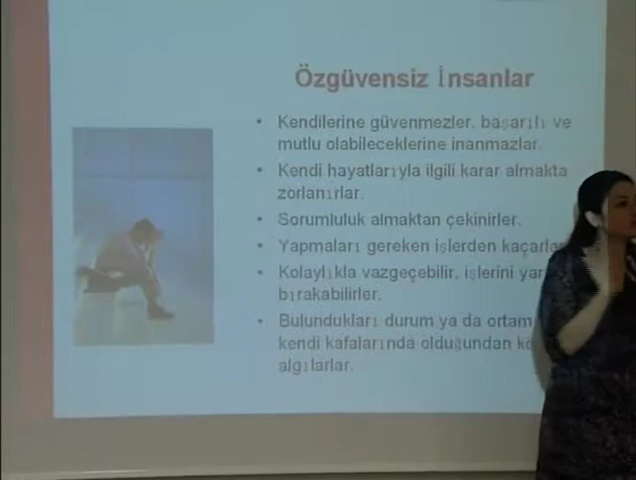 Özgüvensiz İnsanlar
• Kendilerine güvenmezler. başarılı ve
mutlu olabileceklerine inanmazlar.
• Kendi hayatlarıyla ilgili karar almakta
zorlanırlar.
• Sorumluluk almaktan çekinirler.
• Yapmaları gereken işlerden kaçarlar
• Kolaylıkla vazgeçebilir. işlerini
bırakabilirler.
• Bulundukları durum ya da ortam
kendi kafalarında olduğundan
algılarlar.